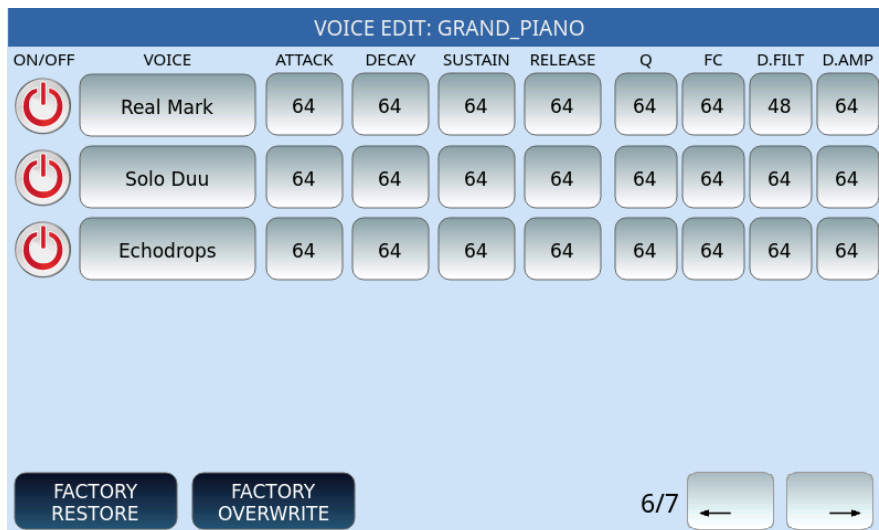 VOICE EDIT: GRAND_PIANO
ON/OFF VOICE ATTACK DECAY SUSTAIN RELEASE Q FC D.FILT D.AMP
Real Mark 64 64 64 64 64 64 48 64
Solo Duu 64 64 64 64 64 64 64 64
Echodrops 64 64 64 64 64 64 64 64
FACTORY RESTORE FACTORY OVERWRITE 6/7